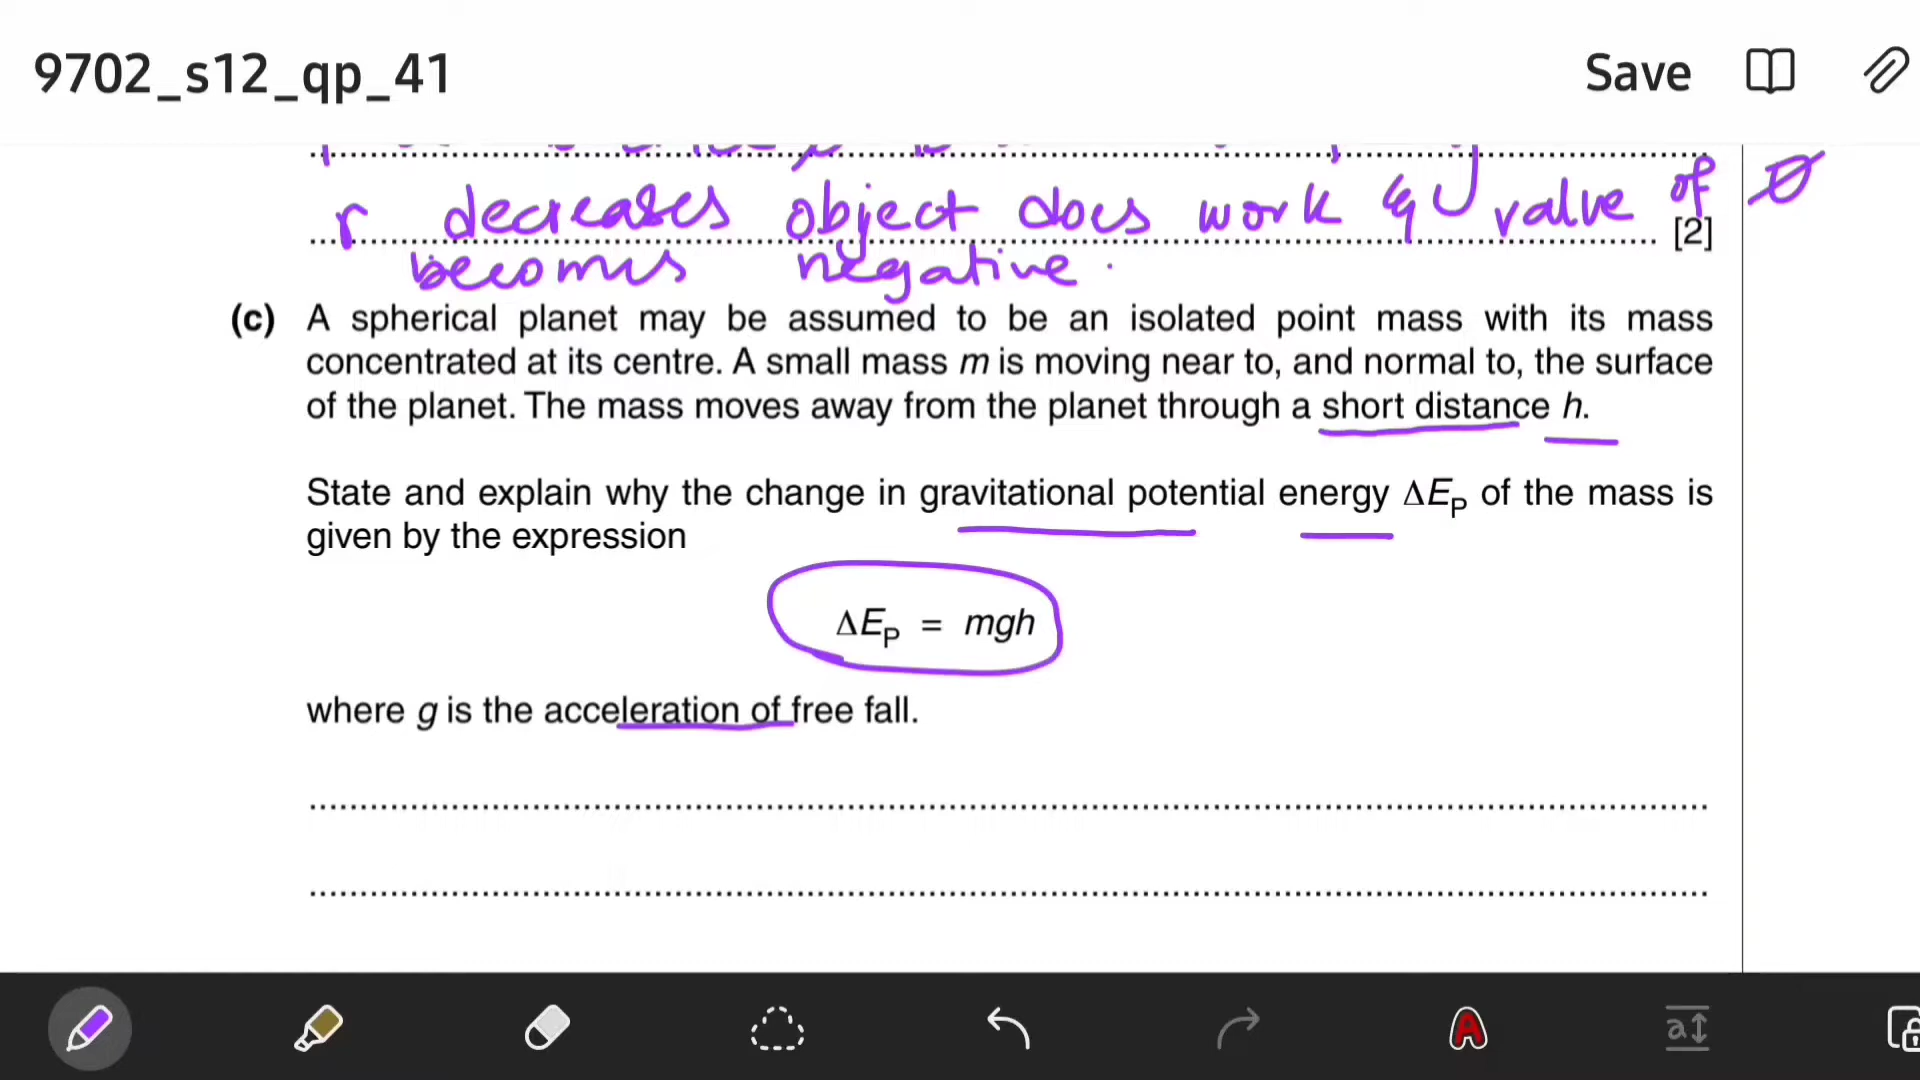 9702_s12_qp_41
Save
r decreases object does work & value of Ø
[2]
becomes negative.
(c) A spherical planet may be assumed to be an isolated point mass with its mass
concentrated at its centre. A small mass m is moving near to, and normal to, the surface
of the planet. The mass moves away from the planet through a short distance h.
State and explain why the change in gravitational potential energy ΔEP of the mass is
given by the expression
ΔEP = mgh
where g is the acceleration of free fall.
A
a